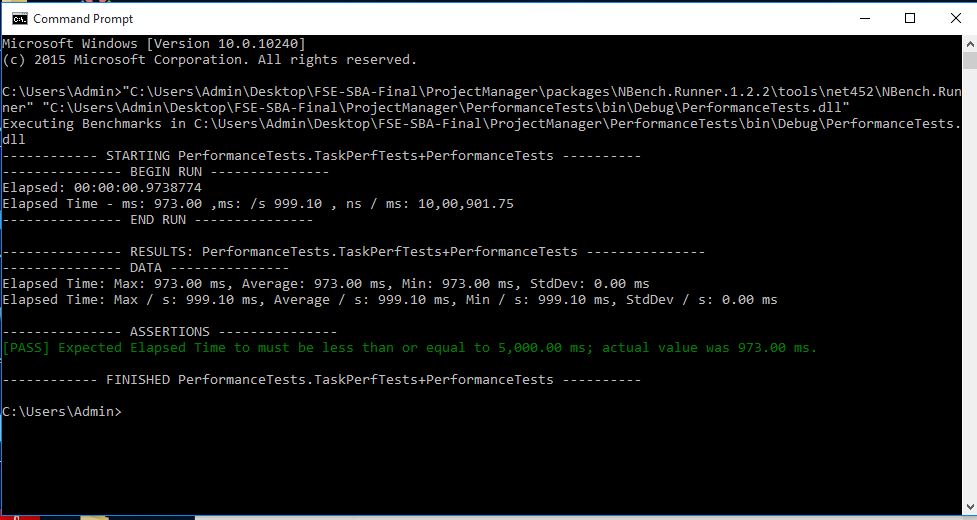 Command Prompt
Microsoft Windows [Version 10.0.10240]
(c) 2015 Microsoft Corporation. All rights reserved.
C:\Users\Admin>"C:\Users\Admin\Desktop\FSE-SBA-Final\ProjectManager\packages\NBench.Runner.1.2.2\tools\net452\NBench.Run
ner" "C:\Users\Admin\Desktop\FSE-SBA-Final\ProjectManager\PerformanceTests\bin\Debug\PerformanceTests.dll"
Executing Benchmarks in C:\Users\Admin\Desktop\FSE-SBA-Final\ProjectManager\PerformanceTests\bin\Debug\PerformanceTests.
dll
------------ STARTING PerformanceTests.TaskPerfTests+PerformanceTests ----------
--------------- BEGIN RUN ---------------
Elapsed: 00:00:00.9738774
Elapsed Time - ms: 973.00 ,ms: /s 999.10 , ns / ms: 10,00,901.75
--------------- END RUN ---------------
--------------- RESULTS: PerformanceTests.TaskPerfTests+PerformanceTests ---------------
--------------- DATA ---------------
Elapsed Time: Max: 973.00 ms, Average: 973.00 ms, Min: 973.00 ms, StdDev: 0.00 ms
Elapsed Time: Max / s: 999.10 ms, Average / s: 999.10 ms, Min / s: 999.10 ms, StdDev / s: 0.00 ms
--------------- ASSERTIONS ---------------
[PASS] Expected Elapsed Time to must be less than or equal to 5,000.00 ms; actual value was 973.00 ms.
------------ FINISHED PerformanceTests.TaskPerfTests+PerformanceTests ----------
C:\Users\Admin>